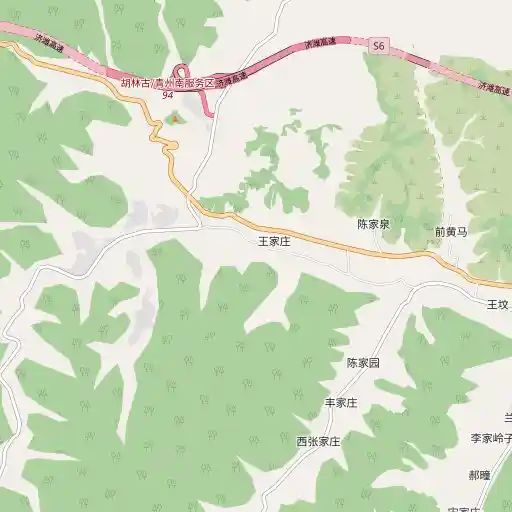 济潍高速
济潍高速
S6
胡林古/青州南服务区
94
济潍高速
济潍高速
陈家泉
前黄马
王家庄
王坟
陈家园
丰家庄
西张家庄
李家岭子
郝疃